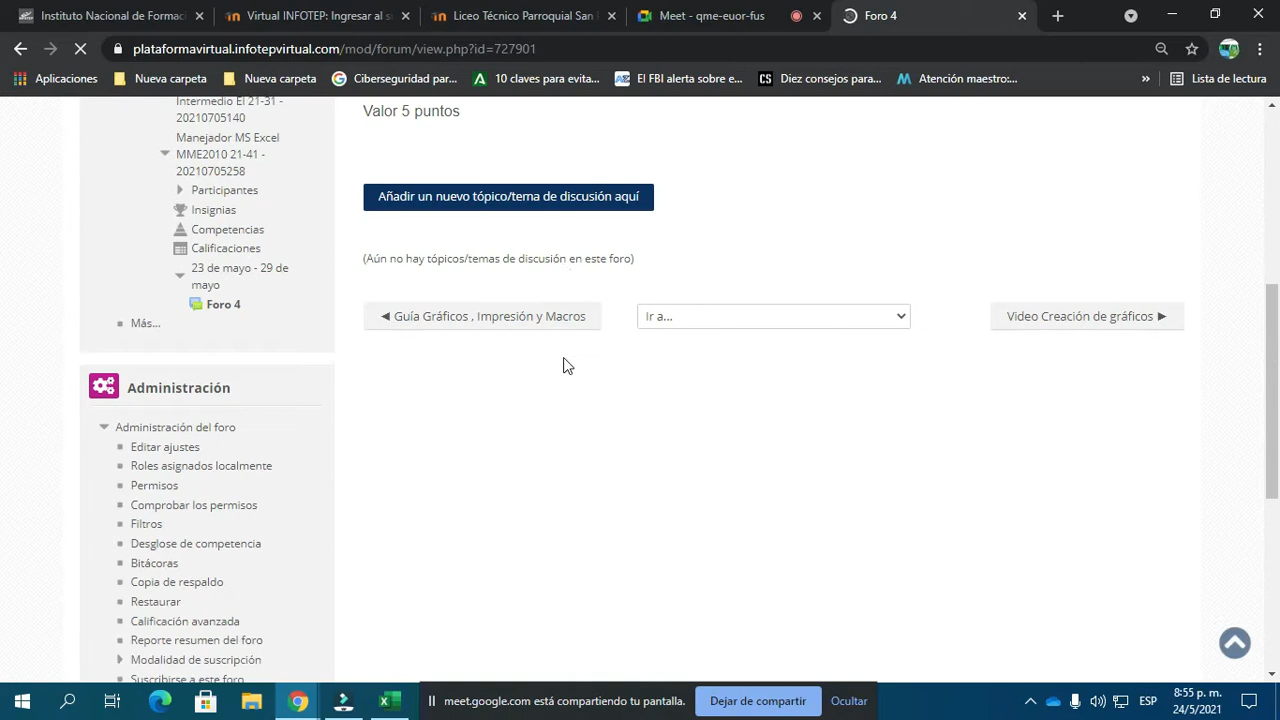 Instituto Nacional de Formaci
Virtual INFOTEP: Ingresar al si
Liceo Técnico Parroquial San
Meet - qme-euor-fus
Foro 4
plataformavirtual.infotepvirtual.com/mod/forum/view.php?id=727901
Aplicaciones
Nueva carpeta
Nueva carpeta
Ciberseguridad par...
10 claves para evita...
El FBI alerta sobre e...
Diez consejos para...
Atención maestro:...
»
Lista de lectura
Intermedio EI 21-31 -
20210705140
Manejador MS Excel
MME2010 21-41 -
20210705258
Participantes
Insignias
Competencias
Calificaciones
23 de mayo - 29 de
mayo
Foro 4
Más...
Administración
Administración del foro
Editar ajustes
Roles asignados localmente
Permisos
Comprobar los permisos
Filtros
Desglose de competencia
Bitácoras
Copia de respaldo
Restaurar
Calificación avanzada
Reporte resumen del foro
Modalidad de suscripción
Suscribirse a este foro
Valor 5 puntos
Añadir un nuevo tópico/tema de discusión aquí
(Aún no hay tópicos/temas de discusión en este foro)
◄ Guía Gráficos , Impresión y Macros
Ir a...
Video Creación de gráficos ►
meet.google.com está compartiendo tu pantalla.
Dejar de compartir
Ocultar
ESP
8:55 p. m.
24/5/2021